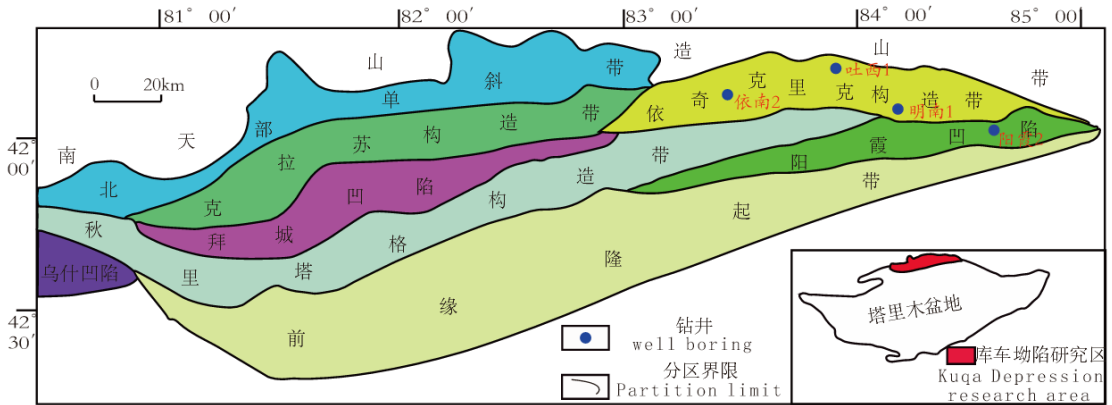 81° 00′
82° 00′
83° 00′
84° 00′
85° 00′
0 20km
42°
00′
42°
30′
南天山造山带
北部单斜带
克拉苏构造带
依奇克里克构造带
拜城凹陷
阳霞凹陷
秋里塔格构造带
乌什凹陷
前缘隆起带
吐西1
依南2
明南1
阳霞2
钻井
well boring
分区界限
Partition limit
塔里木盆地
库车坳陷研究区
Kuqa Depression
research area